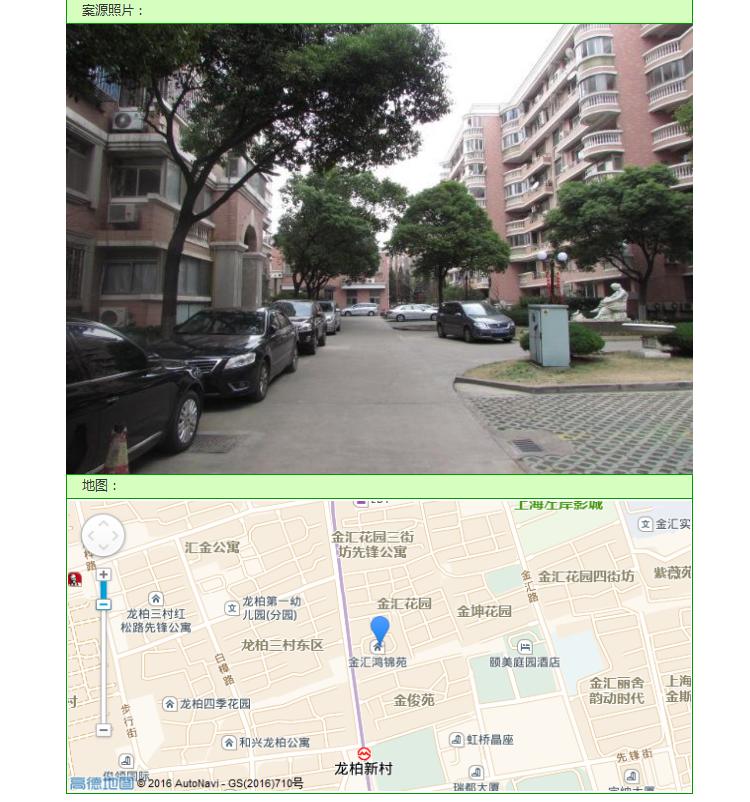 案源照片：
地图：
上海左岸影城
金汇实
金汇花园三街
坊先锋公寓
汇金公寓
金汇路
金汇花园四街坊
紫薇苑
龙柏三村红
松路先锋公寓
龙柏第一幼
儿园(分园)
金汇花园
金坤花园
龙柏三村东区
金汇鸿锦苑
颐美庭园酒店
白樟路
金汇丽舍
韵动时代
上海
金斯
村
龙柏四季花园
金俊苑
步行街
和兴龙柏公寓
虹桥晶座
龙柏新村
先锋街
俊领国际
瑞都大厦
高德地图 © 2016 AutoNavi - GS(2016)710号